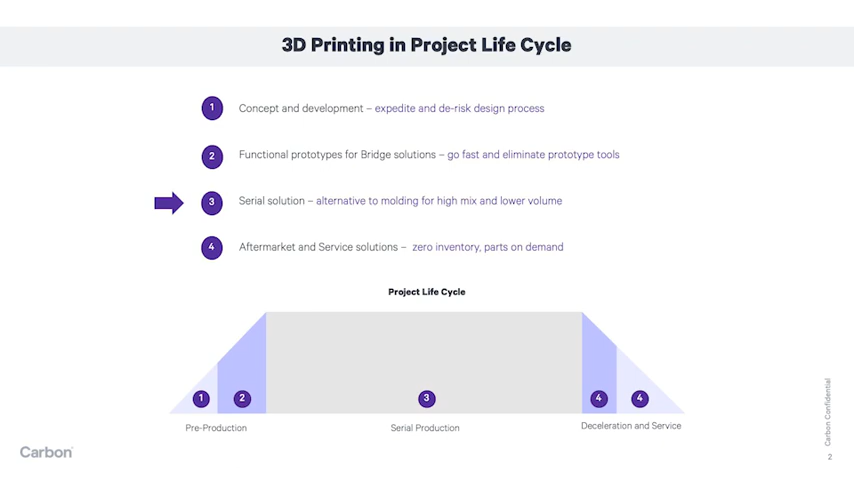 3D Printing in Project Life Cycle
1 Concept and development – expedite and de-risk design process
2 Functional prototypes for Bridge solutions – go fast and eliminate prototype tools
3 Serial solution – alternative to molding for high mix and lower volume
4 Aftermarket and Service solutions – zero inventory, parts on demand
Project Life Cycle
1 2 3 4 4
Pre-Production Serial Production Deceleration and Service
Carbon Confidential
Carbon
2